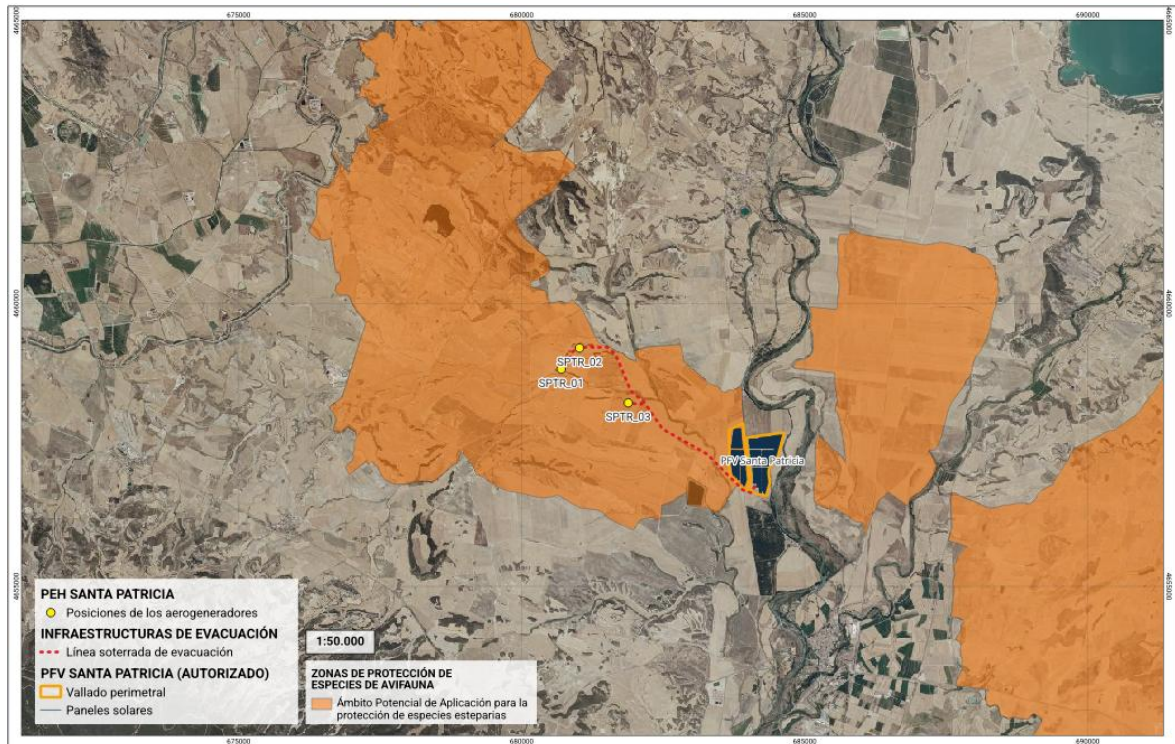 675000
680000
685000
690000
4665000
4665000
4660000
4660000
SPTR_02
SPTR_01
SPTR_03
PFV Santa Patricia
4655000
4655000
PEH SANTA PATRICIA
Posiciones de los aerogeneradores
INFRAESTRUCTURAS DE EVACUACIÓN
Línea soterrada de evacuación
PFV SANTA PATRICIA (AUTORIZADO)
Vallado perimetral
Paneles solares
1:50.000
ZONAS DE PROTECCIÓN DE
ESPECIES DE AVIFAUNA
Ámbito Potencial de Aplicación para la
protección de especies esteparias
675000
680000
685000
690000